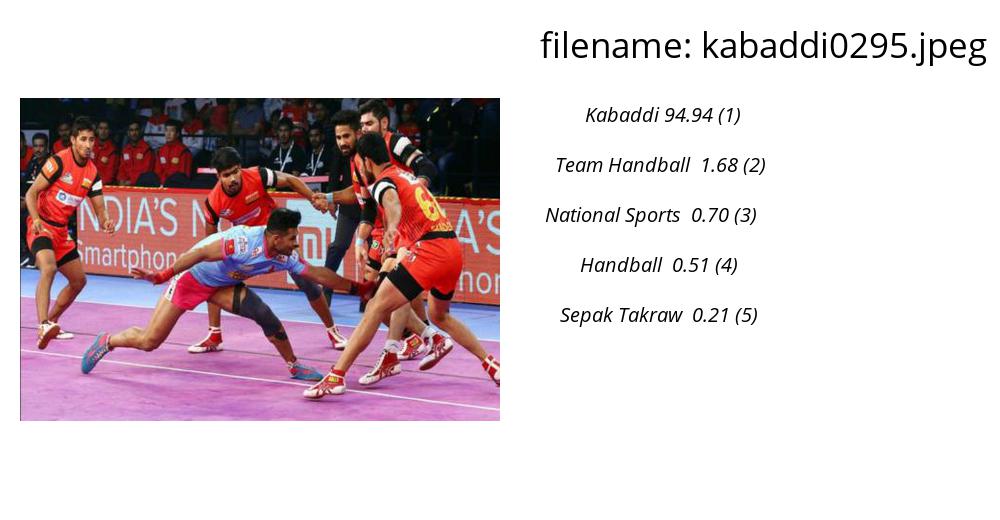 filename: kabaddi0295.jpeg
Kabaddi 94.94 (1)
Team Handball 1.68 (2)
National Sports 0.70 (3)
Handball 0.51 (4)
Sepak Takraw 0.21 (5)
NDIA'S N
A'S
Smartphon
hon